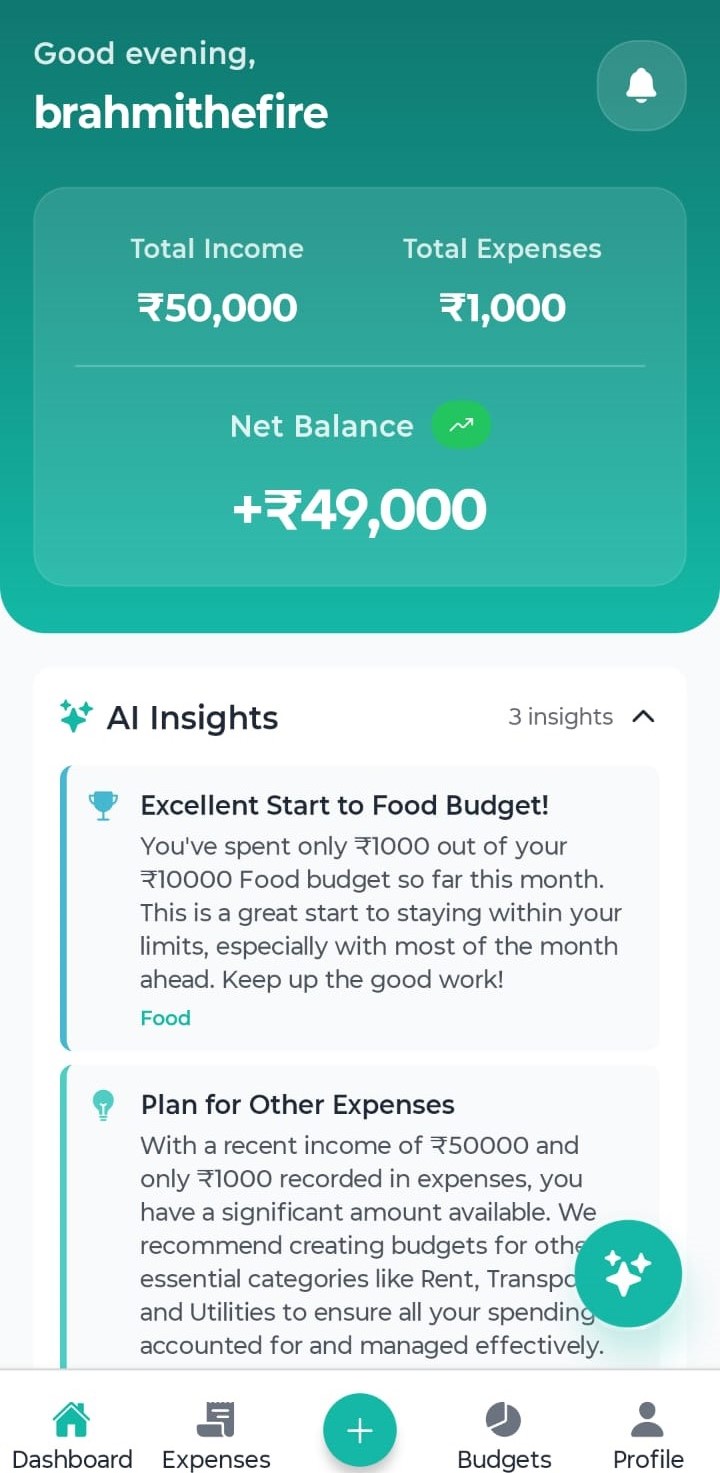 Good evening,
brahmithefire
Total Income
Total Expenses
₹50,000
₹1,000
Net Balance
+₹49,000
AI Insights
3 insights
Excellent Start to Food Budget!
You've spent only ₹1000 out of your
₹10000 Food budget so far this month.
This is a great start to staying within your
limits, especially with most of the month
ahead. Keep up the good work!
Food
Plan for Other Expenses
With a recent income of ₹50000 and
only ₹1000 recorded in expenses, you
have a significant amount available. We
recommend creating budgets for othe
essential categories like Rent, Transpo
and Utilities to ensure all your spending
accounted for and managed effectively.
Dashboard
Expenses
Budgets
Profile